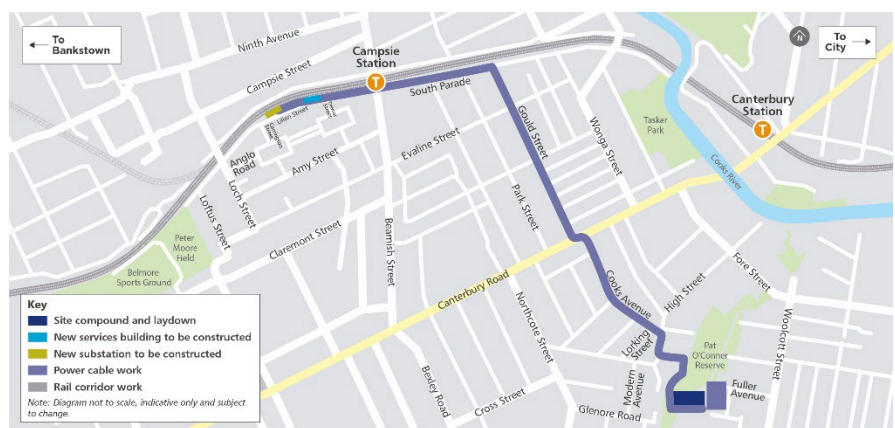 To
Bankstown
Ninth Avenue
Campsie
Station
T
N
To
City
Campsie Street
South Parade
Canterbury
Station
T
Lilian Street
Tasker
Park
Gould Street
Wonga Street
Evaline Street
Cooks River
Anglo
Road
Amy Street
Loch Street
Loftus Street
Park Street
Peter
Moore
Field
Claremont Street
Beamish Street
Belmore
Sports Ground
Canterbury Road
Fore Street
High Street
Cooks Avenue
Woolcott Street
Northcote Street
Lorking
Street
Pat
O'Conner
Reserve
Bexley Road
Modern
Avenue
Fuller
Avenue
Cross Street
Glenore Road
Key
Site compound and laydown
New services building to be constructed
New substation to be constructed
Power cable work
Rail corridor work
Note: Diagram not to scale, indicative only and subject
to change.